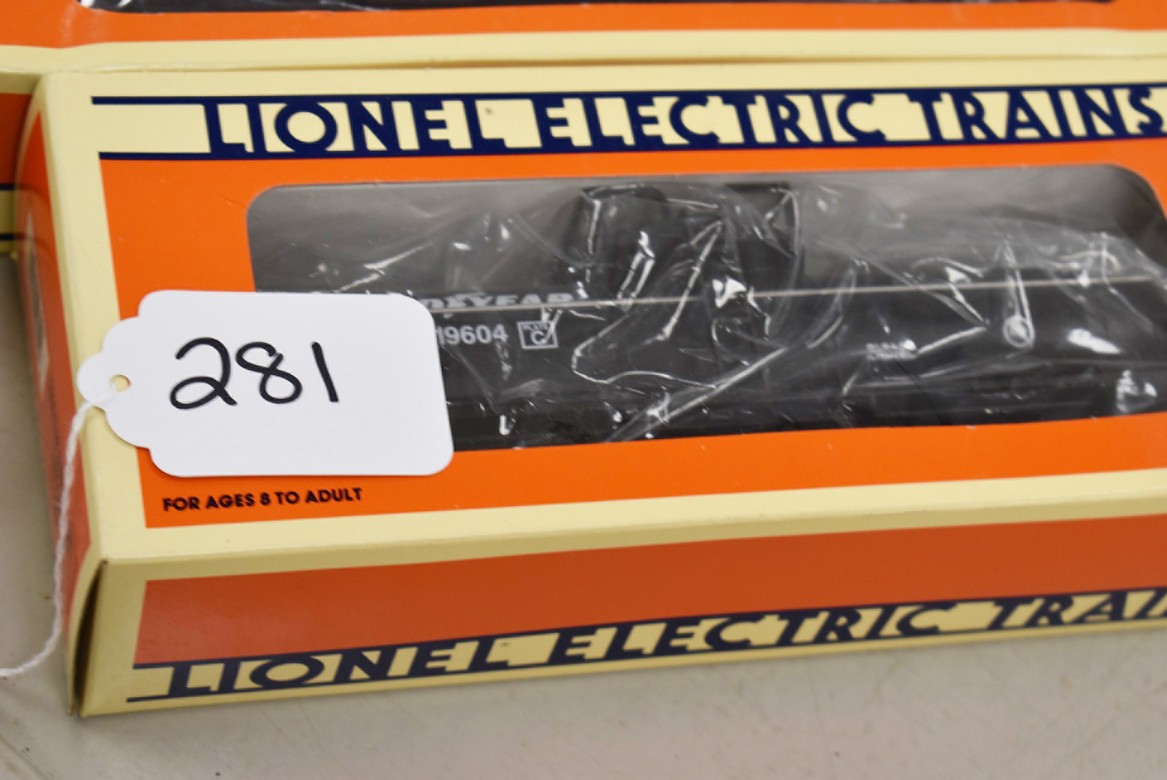 LIONEL ELECTRIC TRAINS
19604
C
281
FOR AGES 8 TO ADULT
LIONEL ELECTRIC TRAI